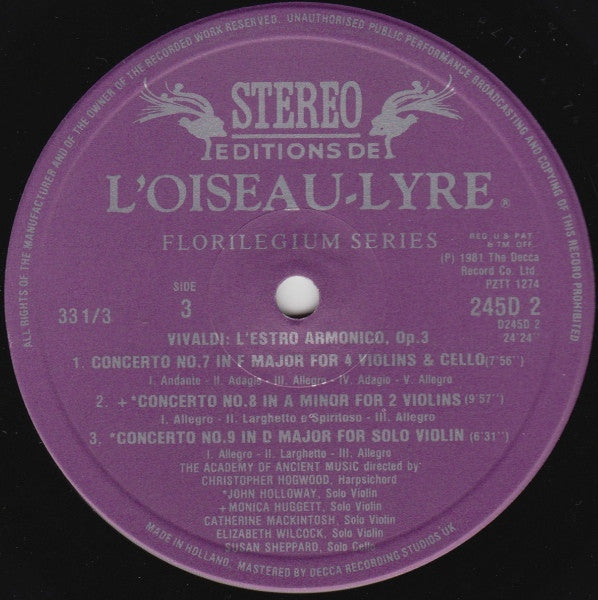 ALL RIGHTS OF THE MANUFACTURER AND OF THE OWNER OF THE RECORDED WORK RESERVED. UNAUTHORISED PUBLIC PERFORMANCE BROADCASTING AND COPYING OF THIS RECORD PROHIBITED
STEREO
EDITIONS DE
L'OISEAU-LYRE ®
FLORILEGIUM SERIES
REG. U.S. PAT.
& TM. OFF.
(P) 1981 The Decca
Record Co. Ltd.
PZTT 1274
SIDE
3
33 1/3
245D 2
D245D 2
24'24''
VIVALDI: L'ESTRO ARMONICO, Op.3
1. CONCERTO NO.7 IN F MAJOR FOR 4 VIOLINS & CELLO(7'56'')
I. Andante - II. Adagio - III. Allegro - IV. Adagio - V. Allegro
2. +*CONCERTO NO.8 IN A MINOR FOR 2 VIOLINS (9'57'')
I. Allegro - II. Larghetto e Spiritoso - III. Allegro
3. *CONCERTO NO.9 IN D MAJOR FOR SOLO VIOLIN (6'31'')
I. Allegro - II. Larghetto - III. Allegro
THE ACADEMY OF ANCIENT MUSIC directed by
CHRISTOPHER HOGWOOD, Harpsichord
*JOHN HOLLOWAY, Solo Violin
+MONICA HUGGETT, Solo Violin
CATHERINE MACKINTOSH, Solo Violin
ELIZABETH WILCOCK, Solo Violin
SUSAN SHEPPARD, Solo Cello
MADE IN HOLLAND. MASTERED BY DECCA RECORDING STUDIOS UK